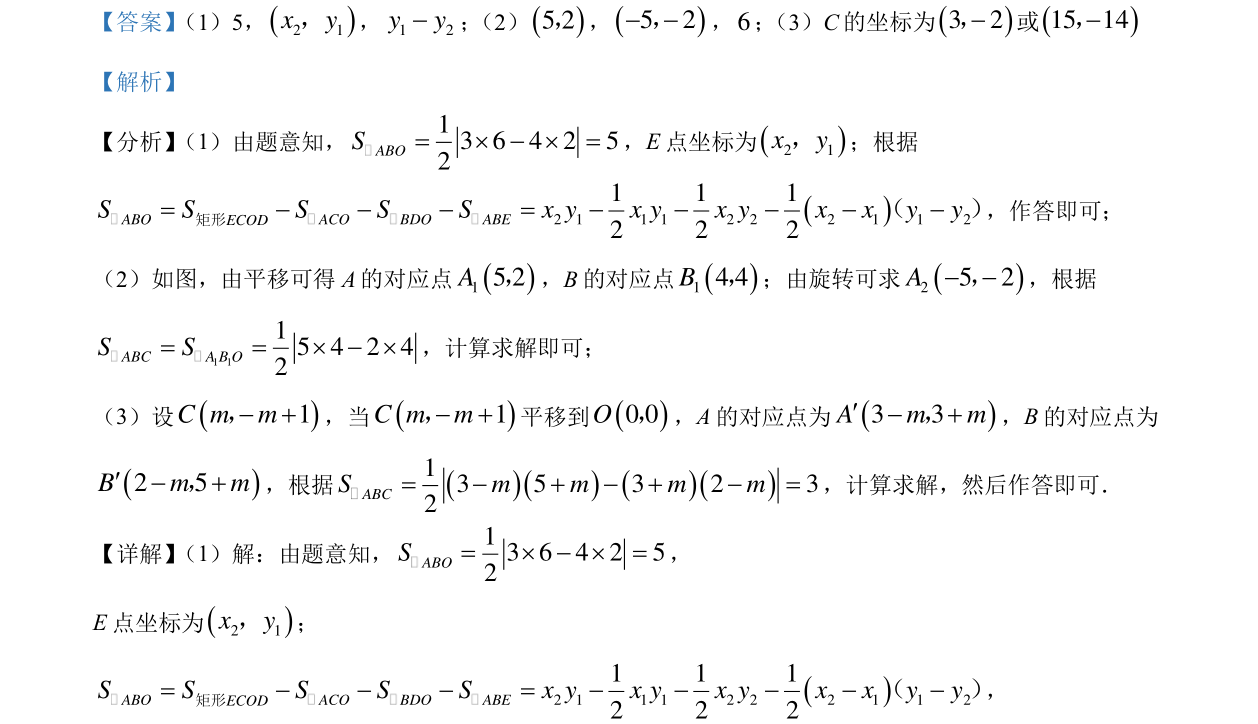 【答案】（1）5，(x₂，y₁)，y₁−y₂；（2）(5,2)，(−5,−2)，6；（3）C的坐标为(3,−2)或(15,−14)
【解析】
【分析】（1）由题意知，S□ABO = 1/2|3×6−4×2| = 5，E点坐标为(x₂，y₁)；根据
S□ABO = S矩形ECOD − S□ACO − S□BDO − S□ABE = x₂y₁ − 1/2 x₁y₁ − 1/2 x₂y₂ − 1/2 (x₂−x₁)（y₁−y₂），作答即可；
（2）如图，由平移可得A的对应点A₁(5,2)，B的对应点B₁(4,4)；由旋转可求A₂(−5,−2)，根据
S□ABC = S□A₁B₁O = 1/2|5×4−2×4|，计算求解即可；
（3）设C(m,−m+1)，当C(m,−m+1)平移到O(0,0)，A的对应点为A′(3−m,3+m)，B的对应点为
B′(2−m,5+m)，根据S□ABC = 1/2|(3−m)(5+m)−(3+m)(2−m)| = 3，计算求解，然后作答即可．
【详解】（1）解：由题意知，S□ABO = 1/2|3×6−4×2| = 5，
E点坐标为(x₂，y₁)；
S□ABO = S矩形ECOD − S□ACO − S□BDO − S□ABE = x₂y₁ − 1/2 x₁y₁ − 1/2 x₂y₂ − 1/2 (x₂−x₁)（y₁−y₂），